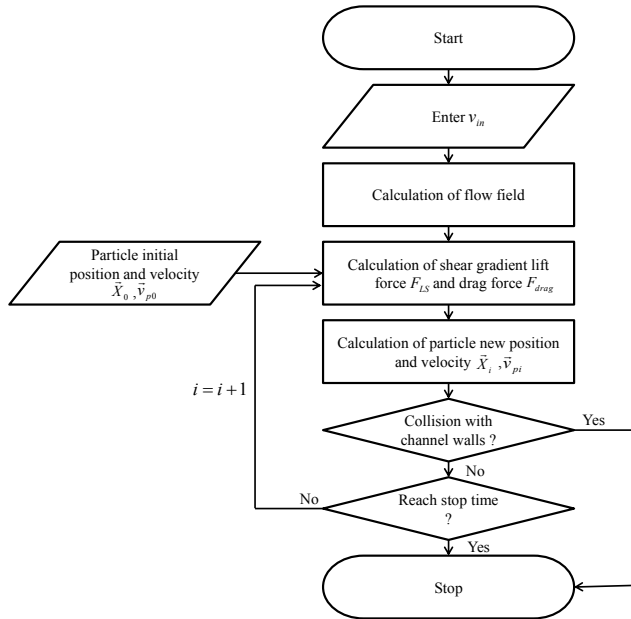 Start
Enter v_in
Calculation of flow field
Particle initial
position and velocity
X⃗_0 , v⃗_p0
Calculation of shear gradient lift
force F_LS and drag force F_drag
Calculation of particle new position
and velocity X⃗_i , v⃗_pi
i = i + 1
Collision with
channel walls ?
Yes
No
Reach stop time
?
No
Yes
Stop